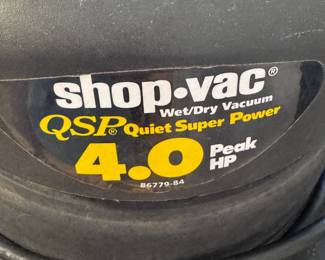 shop·vac®
Wet/Dry Vacuum
QSP® Quiet Super Power
4.0 Peak HP
86779-84